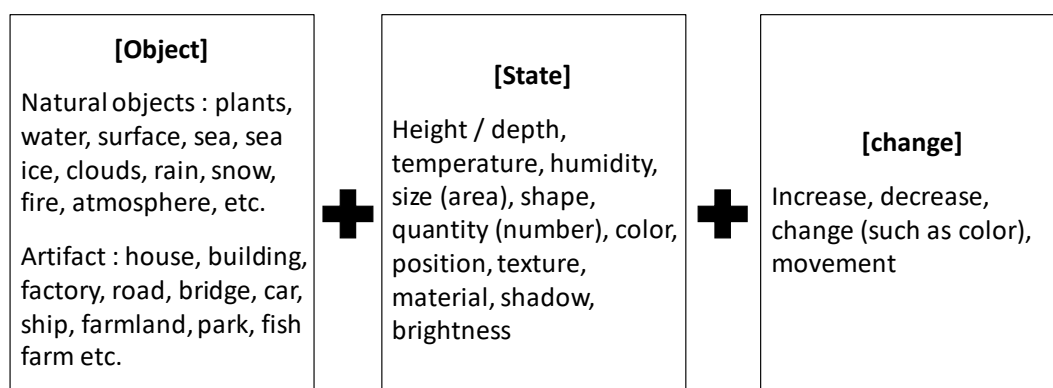 [Object]
Natural objects : plants,
water, surface, sea, sea
ice, clouds, rain, snow,
fire, atmosphere, etc.
Artifact : house, building,
factory, road, bridge, car,
ship, farmland, park, fish
farm etc.
[State]
Height / depth,
temperature, humidity,
size (area), shape,
quantity (number), color,
position, texture,
material, shadow,
brightness
[change]
Increase, decrease,
change (such as color),
movement